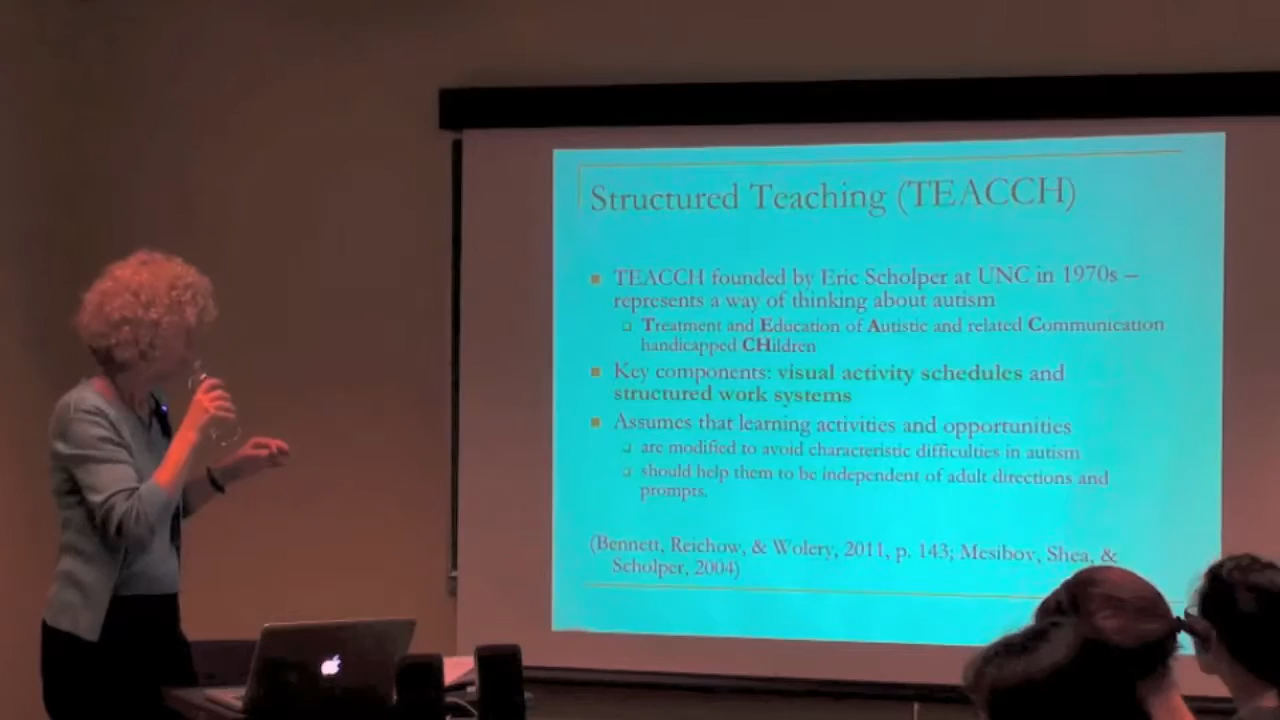 Structured Teaching (TEACCH)
■ TEACCH founded by Eric Scholper at UNC in 1970s –
represents a way of thinking about autism
□ Treatment and Education of Autistic and related Communication
handicapped CHildren
■ Key components: visual activity schedules and
structured work systems
■ Assumes that learning activities and opportunities
□ are modified to avoid characteristic difficulties in autism
□ should help them to be independent of adult directions and
prompts.
(Bennett, Reichow, & Wolery, 2011, p. 143; Mesibov, Shea, &
Scholper, 2004)